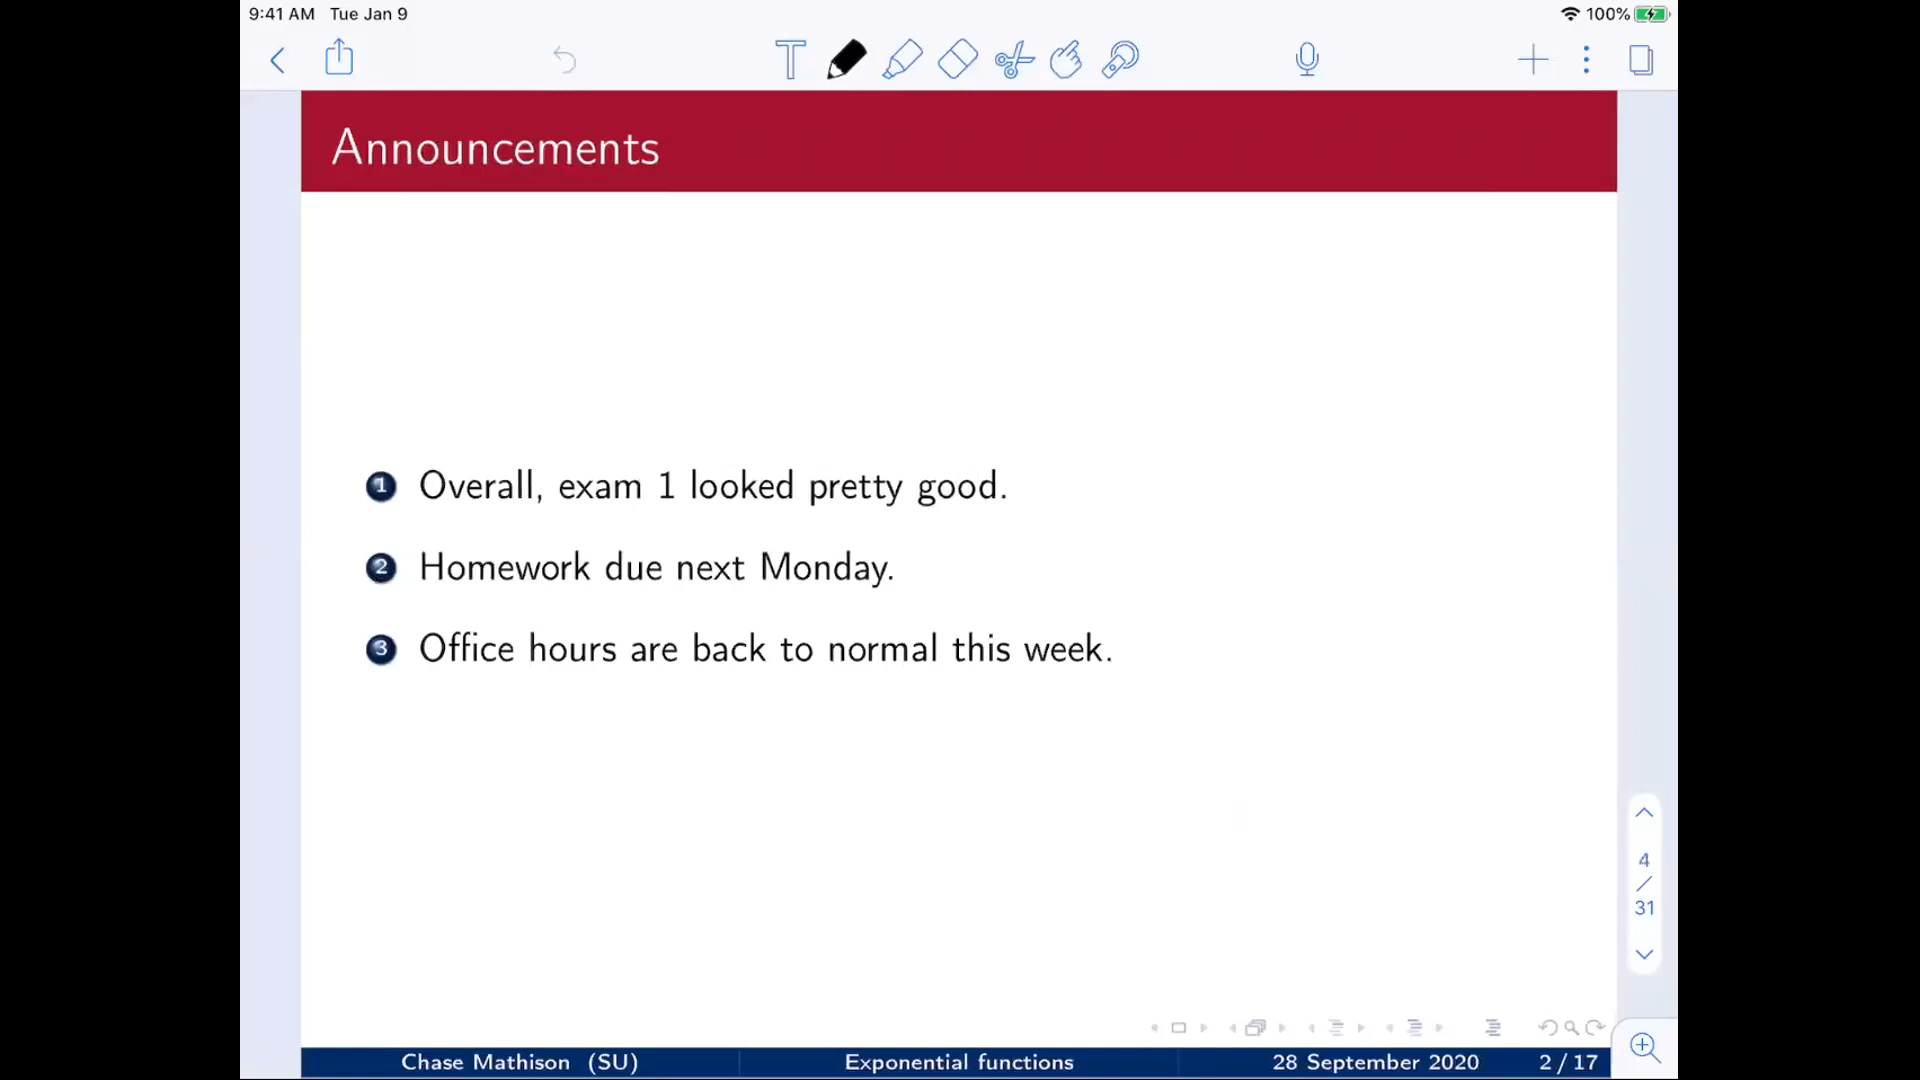 9:41 AM Tue Jan 9
100%
Announcements
1 Overall, exam 1 looked pretty good.
2 Homework due next Monday.
3 Office hours are back to normal this week.
4
/
31
Chase Mathison (SU) Exponential functions 28 September 2020 2 / 17